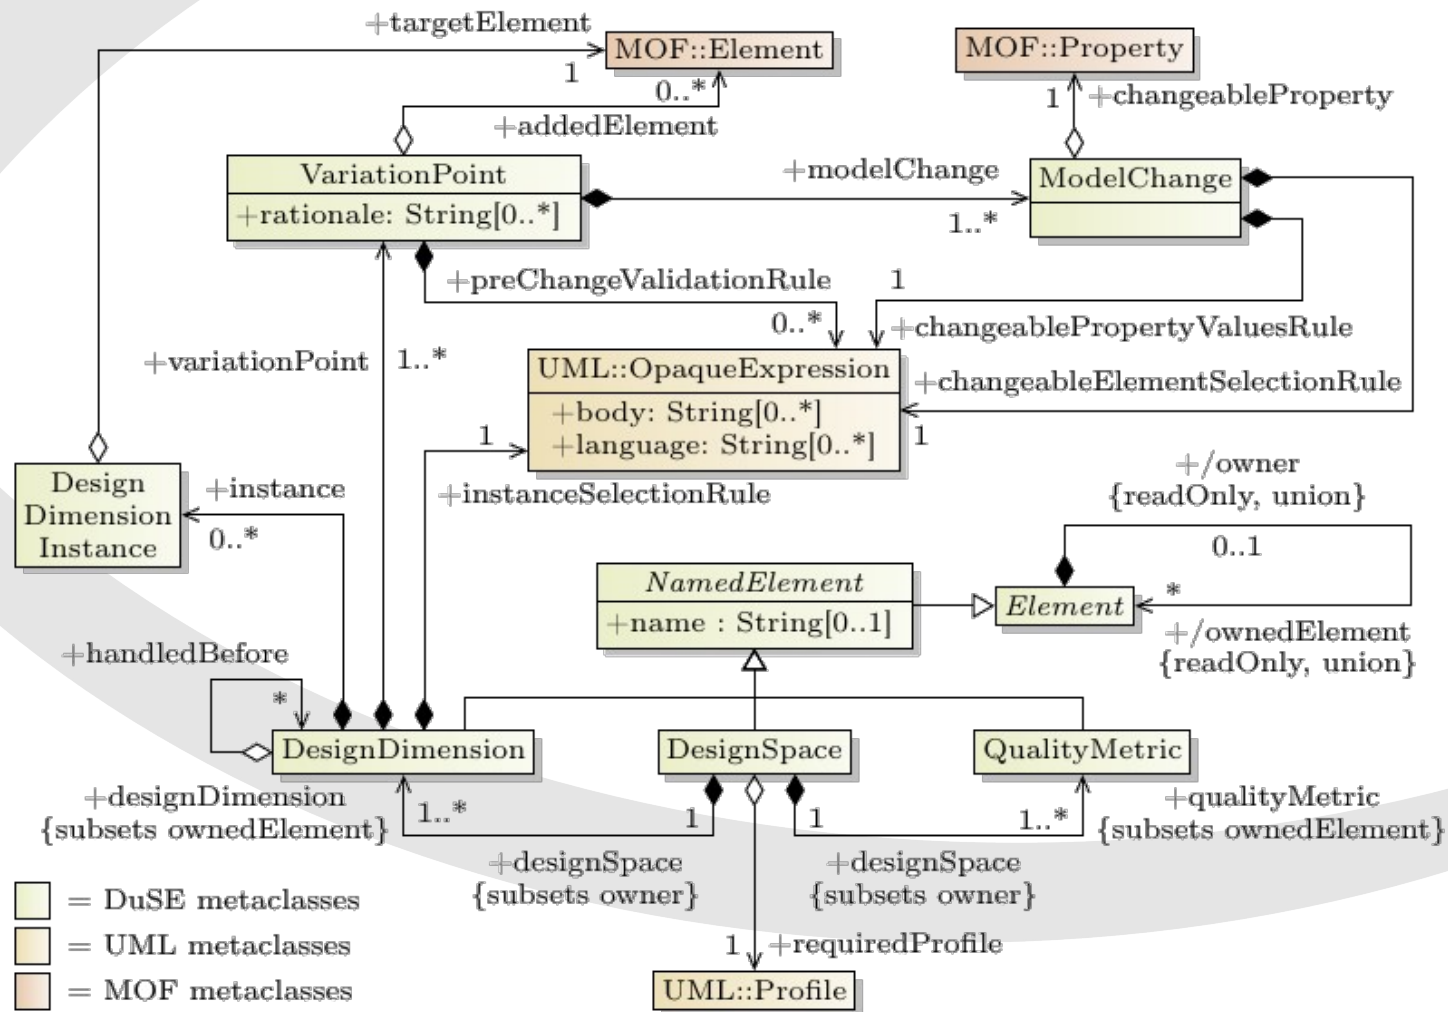 +targetElement
MOF::Element
MOF::Property
1
0..*
1
+changeableProperty
+addedElement
VariationPoint
+modelChange
ModelChange
+rationale: String[0..*]
1..*
+preChangeValidationRule
1
0..*
+changeablePropertyValuesRule
+variationPoint
1..*
UML::OpaqueExpression
+changeableElementSelectionRule
+body: String[0..*]
1
1
+language: String[0..*]
Design
Dimension
Instance
+instance
+instanceSelectionRule
+/owner
{readOnly, union}
0..*
0..1
NamedElement
Element
*
+name : String[0..1]
+/ownedElement
{readOnly, union}
+handledBefore
*
DesignDimension
DesignSpace
QualityMetric
+designDimension
{subsets ownedElement}
1..*
1
1
1..*
+qualityMetric
{subsets ownedElement}
+designSpace
{subsets owner}
+designSpace
{subsets owner}
= DuSE metaclasses
= UML metaclasses
= MOF metaclasses
1
+requiredProfile
UML::Profile